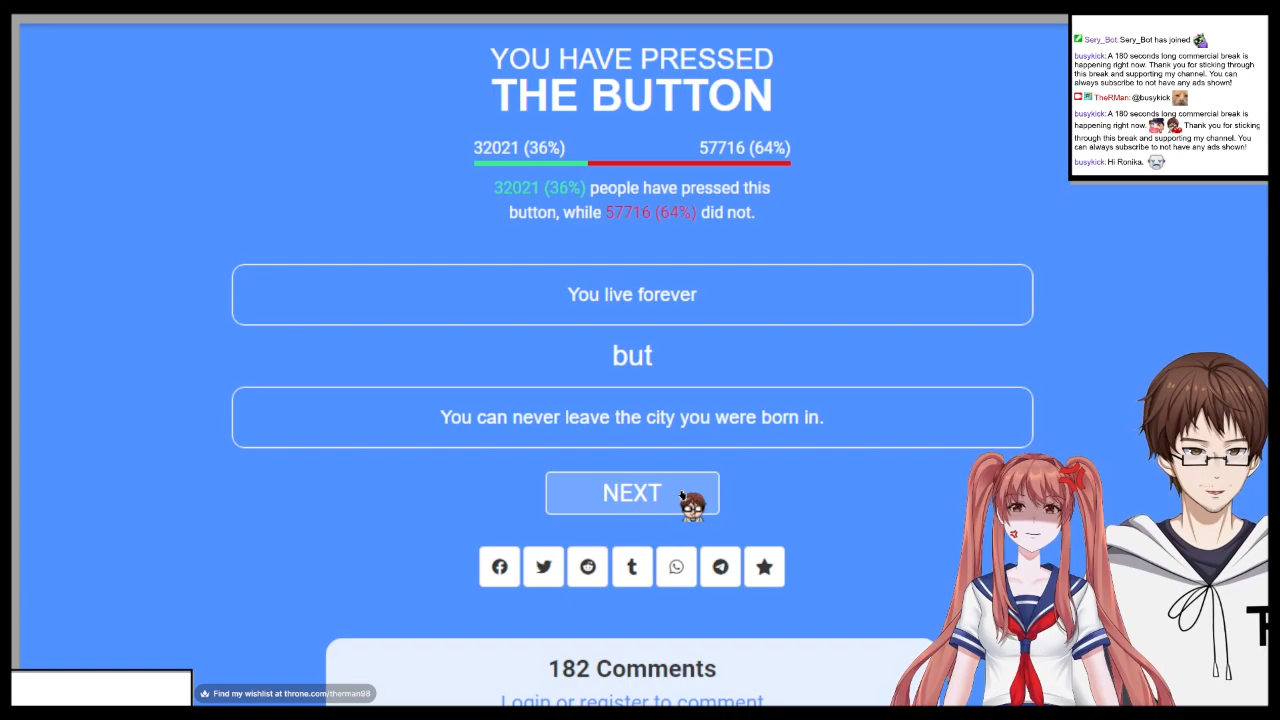 YOU HAVE PRESSED
THE BUTTON
32021 (36%) 57716 (64%)
32021 (36%) people have pressed this
button, while 57716 (64%) did not.
You live forever
but
You can never leave the city you were born in.
NEXT
182 Comments
Login or register to comment
Find my wishlist at throne.com/therman98
Sery_Bot: Sery_Bot has joined
busykick: A 180 seconds long commercial break is
happening right now. Thank you for sticking through
this break and supporting my channel. You can
always subscribe to not have any ads shown!
TheRMan: @busykick
busykick: A 180 seconds long commercial break is
happening right now. Thank you for sticking
through this break and supporting my channel. You
can always subscribe to not have any ads shown!
busykick: Hi Ronika.